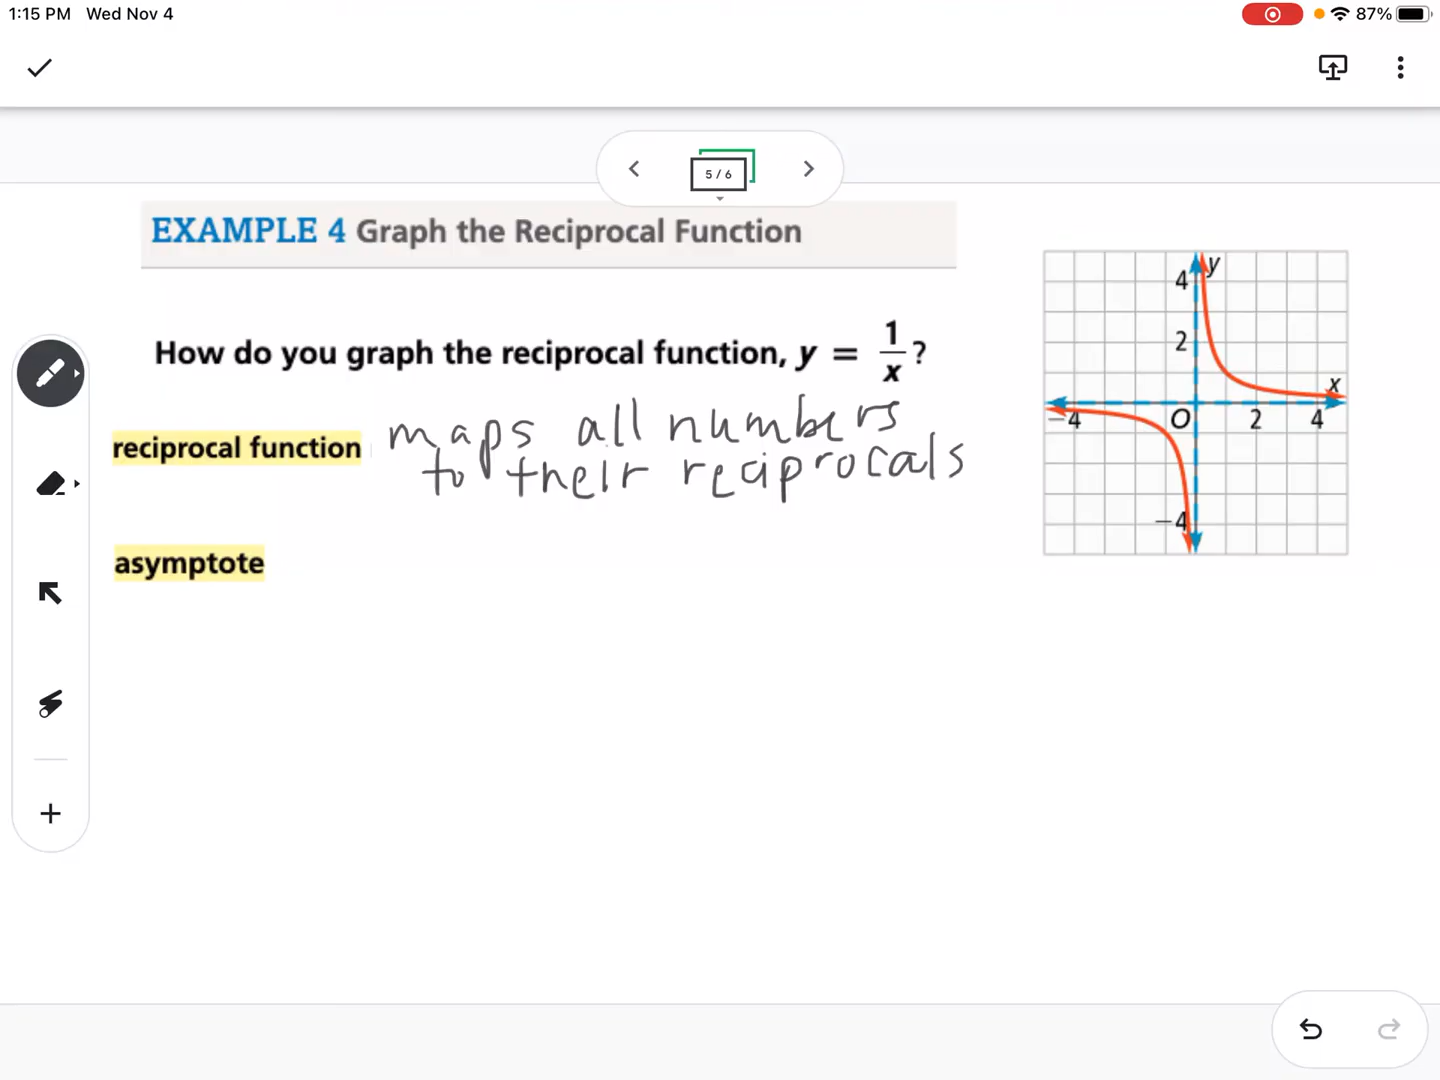 1:15 PM Wed Nov 4
87%
5 / 6
EXAMPLE 4 Graph the Reciprocal Function
How do you graph the reciprocal function, y = 1/x?
reciprocal function maps all numbers
to their reciprocals
asymptote
y
4
2
x
−4 O 2 4
−4